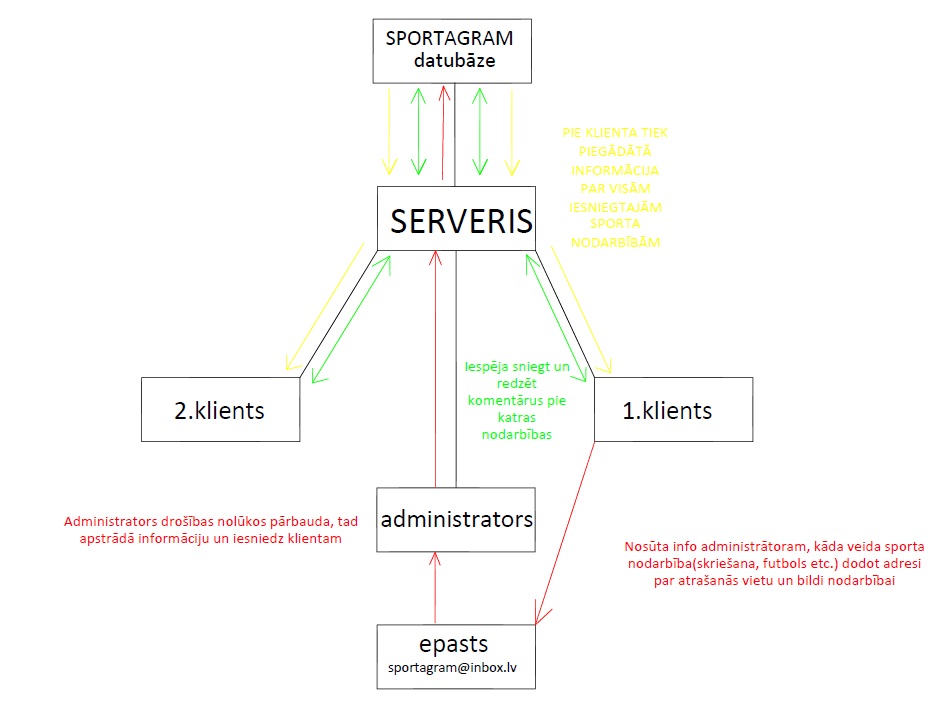 SPORTAGRAM
datubāze
PIE KLIENTA TIEK
PIEGĀDĀTĀ
INFORMĀCIJA
PAR VISĀM
IESNIEGTAJĀM
SPORTA
NODARBĪBĀM
SERVERIS
Iespēja sniegt un
redzēt
komentārus pie
katras
nodarbības
2.klients
1.klients
Administrators drošības nolūkos pārbauda, tad
apstrādā informāciju un iesniedz klientam
administrators
Nosūta info administrātoram, kāda veida sporta
nodarbība(skriešana, futbols etc.) dodot adresi
par atrašanās vietu un bildi nodarbībai
epasts
sportagram@inbox.lv